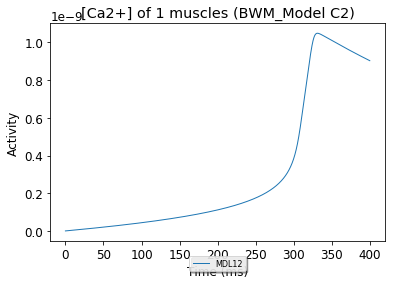 [Ca2+] of 1 muscles (BWM_Model C2)
1e−9
1.0
0.8
0.6
0.4
0.2
0.0
Activity
0 50 100 150 200 250 300 350 400
Time (ms)
MDL12